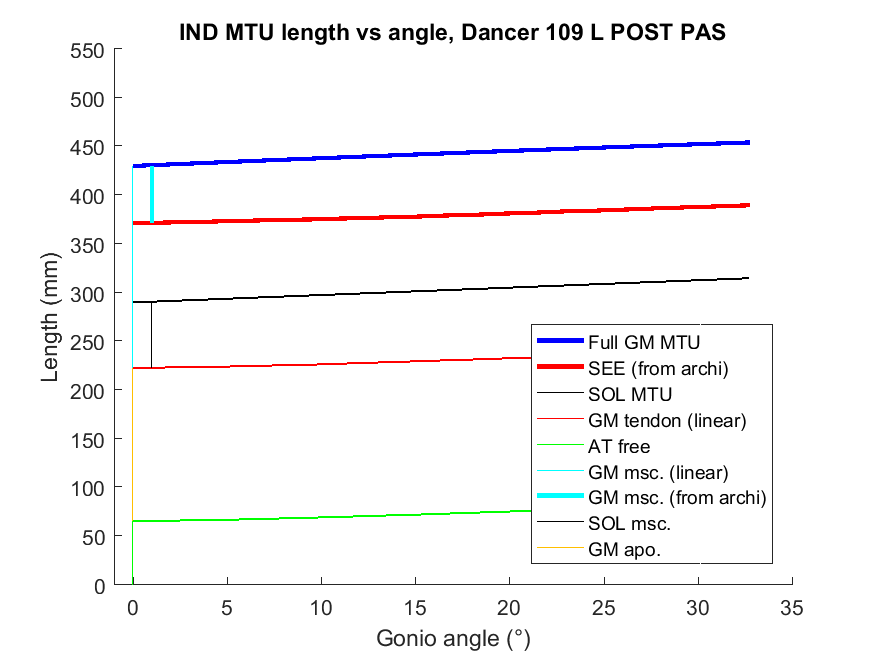 IND MTU length vs angle, Dancer 109 L POST PAS
550
500
450
400
350
300
250
200
150
100
50
0
Length (mm)
Full GM MTU
SEE (from archi)
SOL MTU
GM tendon (linear)
AT free
GM msc. (linear)
GM msc. (from archi)
SOL msc.
GM apo.
0 5 10 15 20 25 30 35
Gonio angle (°)